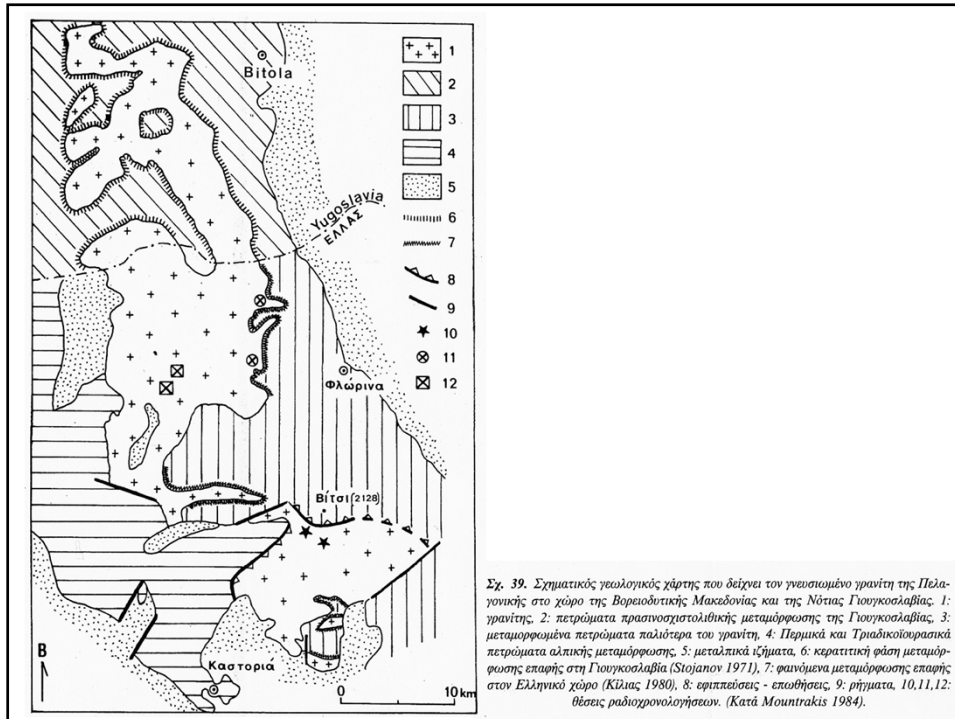 Bitola
Yugoslavia
ΕΛΛΑΣ
Φλώρινα
Βίτσι (2128)
Καστοριά
B
0 10 km
1
2
3
4
5
6
7
8
9
10
11
12
Σχ. 39. Σχηματικός γεωλογικός χάρτης που δείχνει τον γνευσιωμένο γρανίτη της Πελα-
γονικής στο χώρο της Βορειοδυτικής Μακεδονίας και της Νότιας Γιουγκοσλαβίας. 1:
γρανίτης, 2: πετρώματα πρασινοσχιστολιθικής μεταμόρφωσης της Γιουγκοσλαβίας, 3:
μεταμορφωμένα πετρώματα παλιότερα του γρανίτη, 4: Περμικά και Τριαδικοϊουρασικά
πετρώματα αλπικής μεταμόρφωσης, 5: μεταλπικά ιζήματα, 6: κερατιτική φάση μεταμόρ-
φωσης επαφής στη Γιουγκοσλαβία (Stojanov 1971), 7: φαινόμενα μεταμόρφωσης επαφής
στον Ελληνικό χώρο (Κίλιας 1980), 8: εφιππεύσεις - επωθήσεις, 9: ρήγματα, 10,11,12:
θέσεις ραδιοχρονολογήσεων. (Κατά Mountrakis 1984).